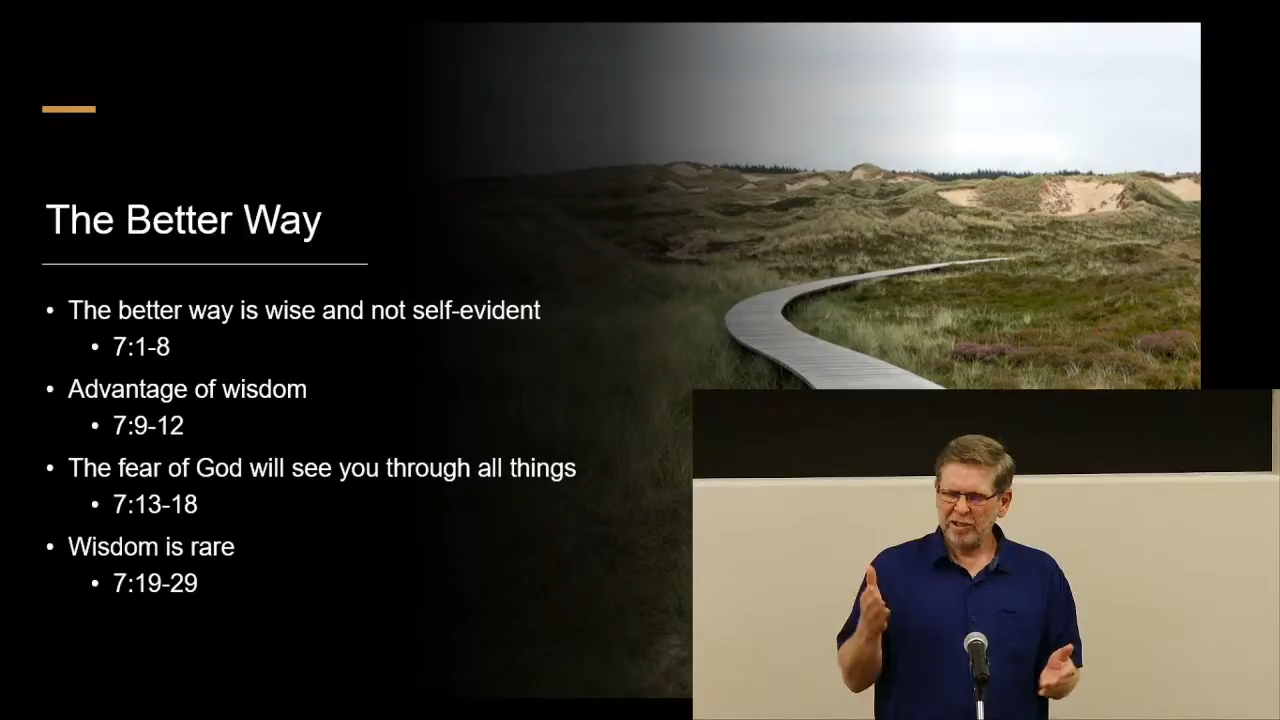 The Better Way
• The better way is wise and not self-evident
• 7:1-8
• Advantage of wisdom
• 7:9-12
• The fear of God will see you through all things
• 7:13-18
• Wisdom is rare
• 7:19-29